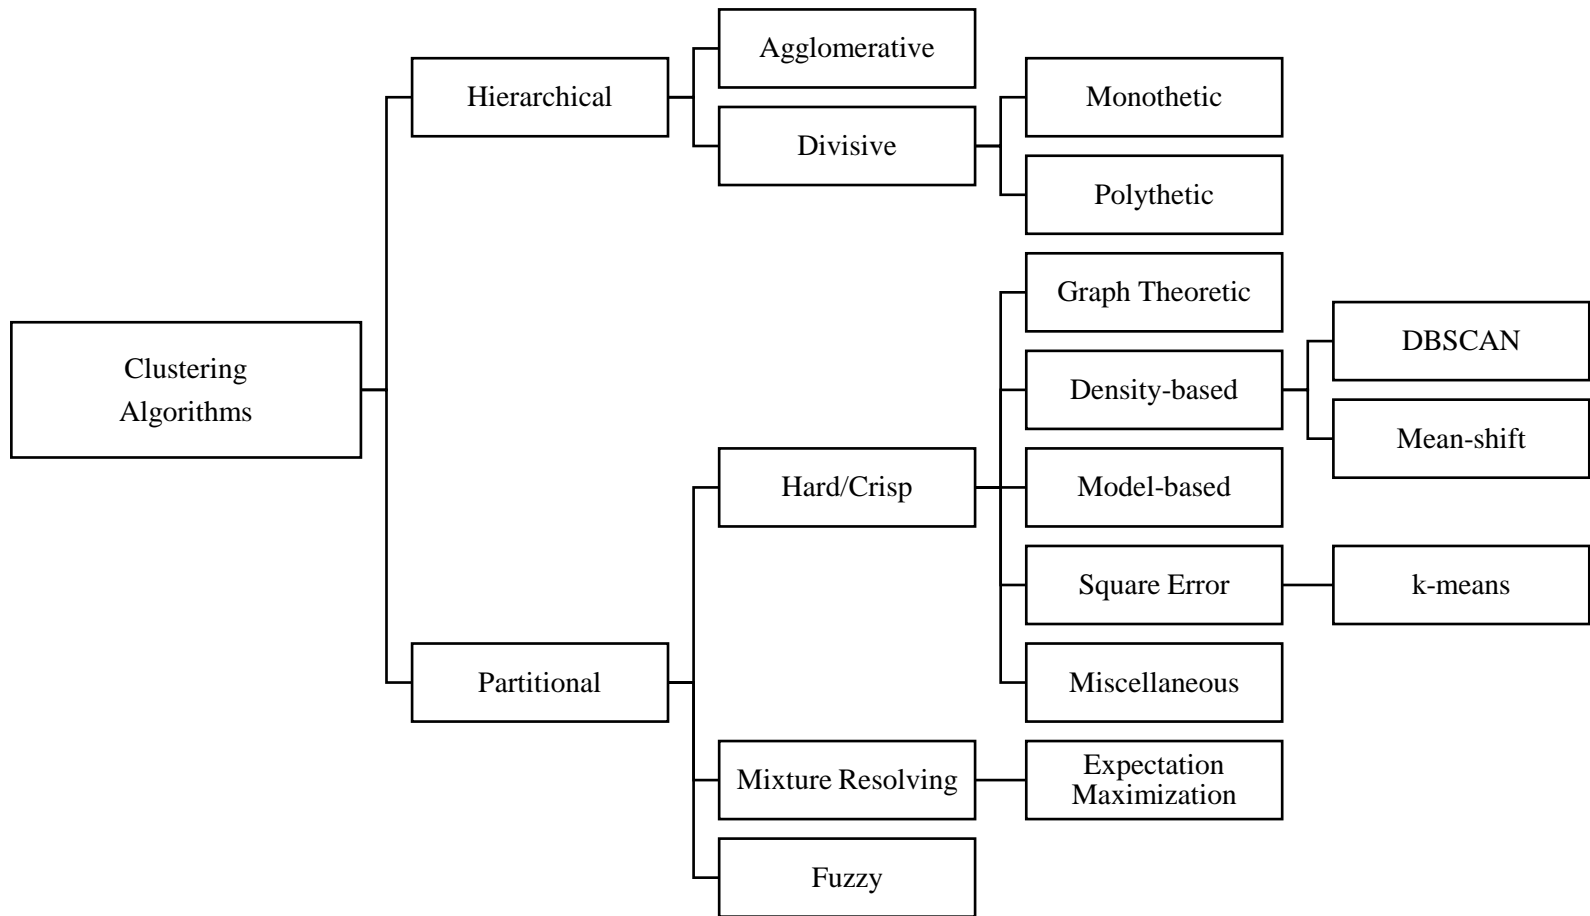 Agglomerative
Hierarchical
Monothetic
Divisive
Polythetic
Graph Theoretic
Clustering
Algorithms
DBSCAN
Density-based
Mean-shift
Hard/Crisp
Model-based
Square Error
k-means
Partitional
Miscellaneous
Mixture Resolving
Expectation
Maximization
Fuzzy